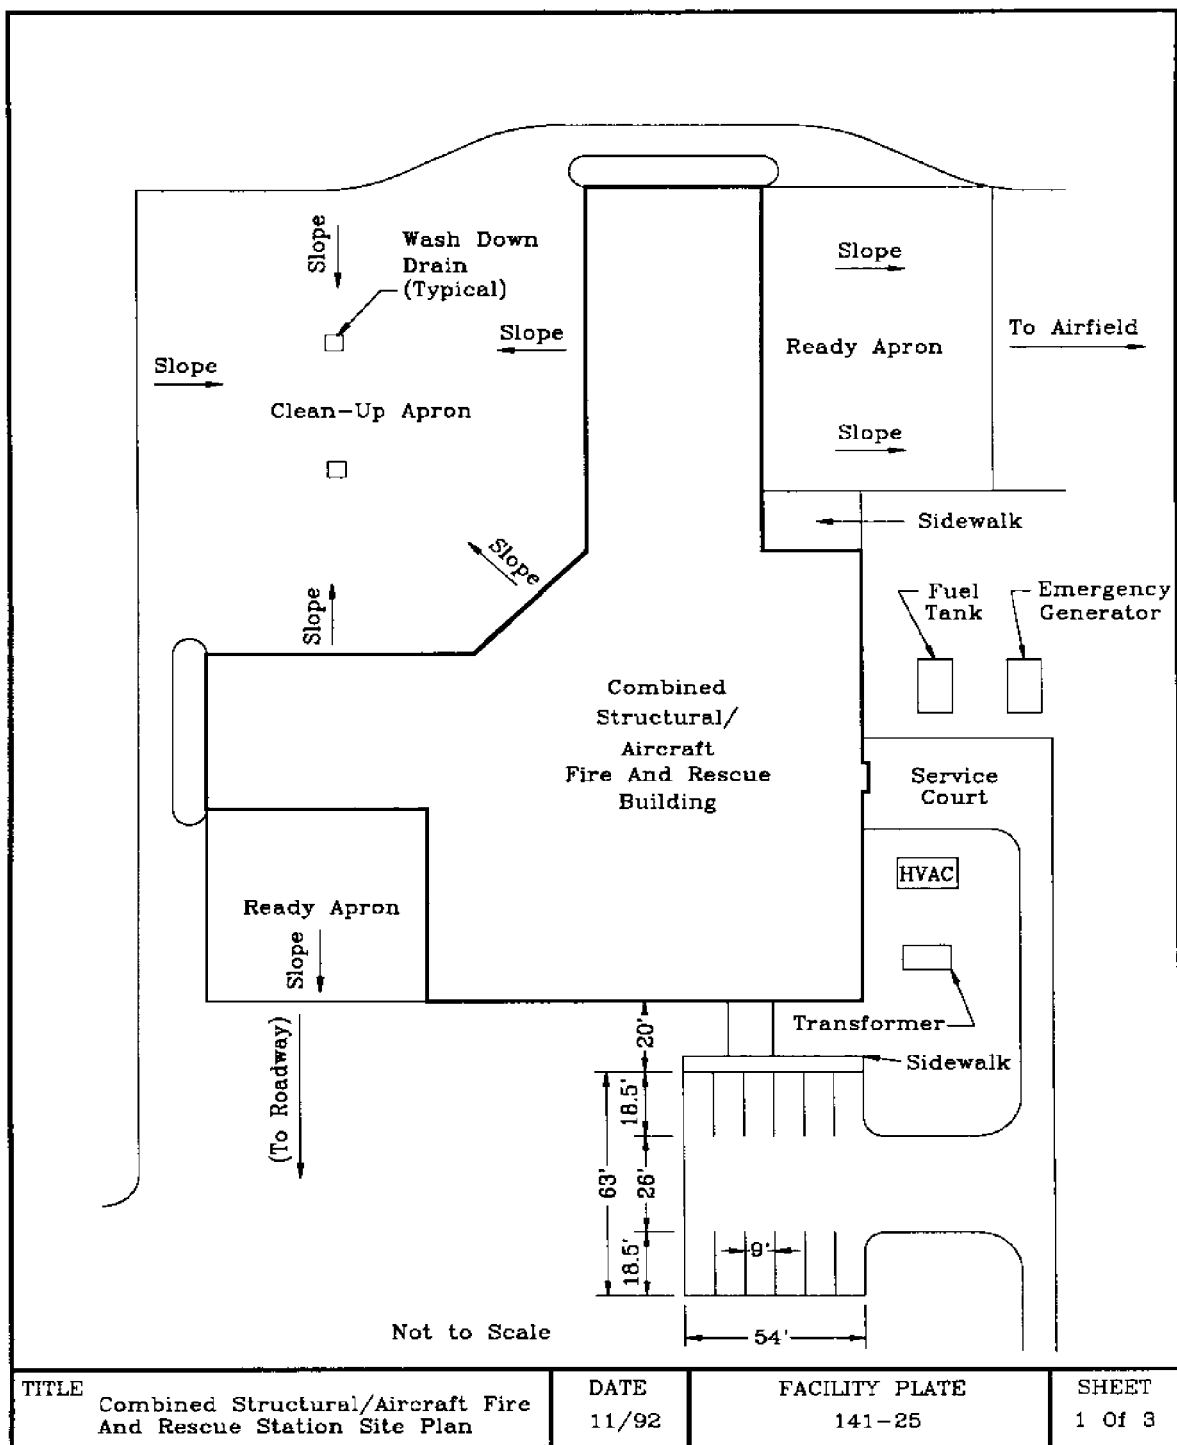 Slope
Wash Down
Drain
(Typical)
Slope
Slope
To Airfield
Slope
Ready Apron
Slope
Clean-Up Apron
Slope
Sidewalk
Slope
Slope
Fuel
Tank
Emergency
Generator
Combined
Structural/
Aircraft
Fire And Rescue
Building
Service
Court
HVAC
Ready Apron
Slope
Transformer
(To Roadway)
20'
Sidewalk
18.5'
63'
26'
9'
18.5'
Not to Scale
54'
TITLE
Combined Structural/Aircraft Fire
And Rescue Station Site Plan
DATE
11/92
FACILITY PLATE
141-25
SHEET
1 Of 3